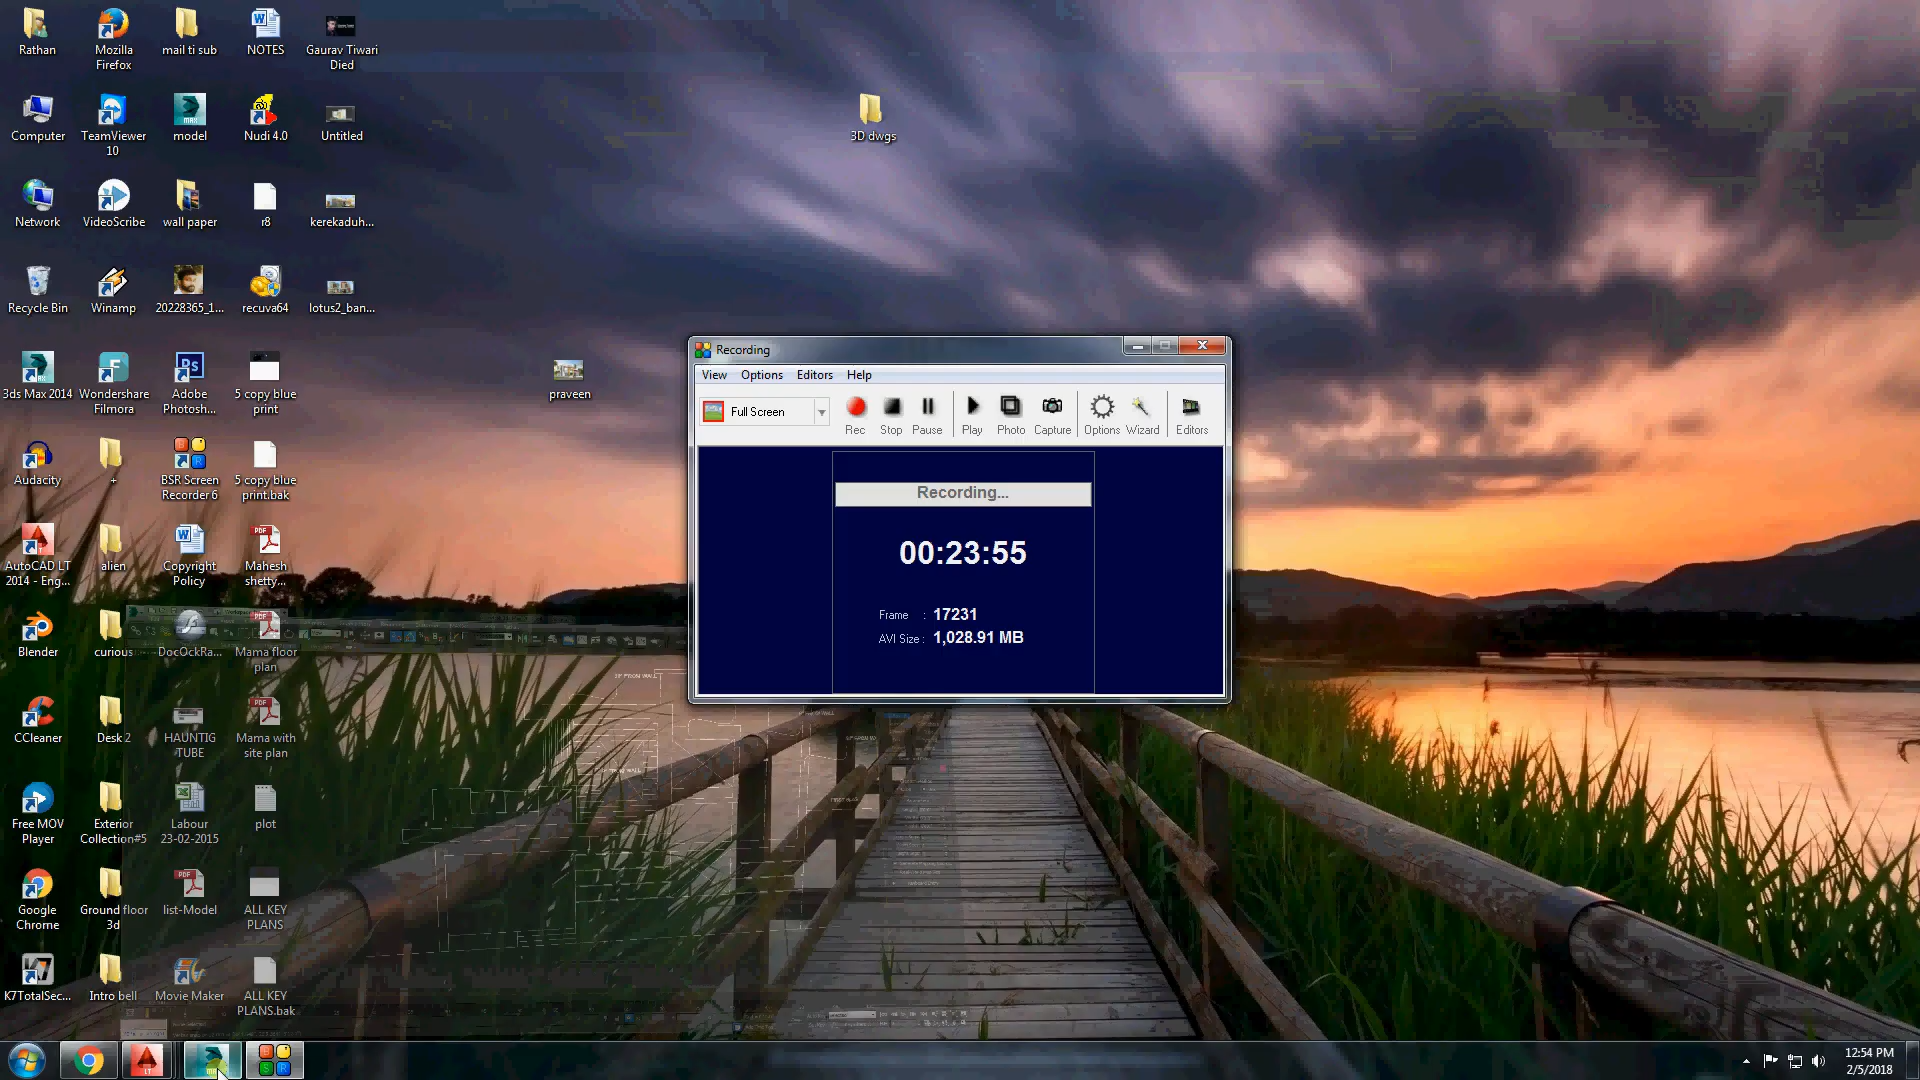 Rathan
Mozilla Firefox
mail ti sub
NOTES
Gaurav Tiwari Died
Computer
TeamViewer 10
model
Nudi 4.0
Untitled
3D dwgs
Network
VideoScribe
wall paper
r8
kerekaduh...
Recycle Bin
Winamp
20228365_1...
recuva64
lotus2_ban...
3ds Max 2014
Wondershare Filmora
Adobe Photosh...
5 copy blue print
praveen
Audacity
+
BSR Screen Recorder 6
5 copy blue print.bak
AutoCAD LT 2014 - Eng...
alien
Copyright Policy
Mahesh shetty...
Blender
curious
DocOckRa...
Mama floor plan
CCleaner
Desk 2
HAUNTIG TUBE
Mama with site plan
Free MOV Player
Exterior Collection#5
Labour 23-02-2015
plot
Google Chrome
Ground floor 3d
list-Model
ALL KEY PLANS
K7TotalSec...
Intro bell
Movie Maker
ALL KEY PLANS.bak
Recording
View Options Editors Help
Full Screen
Rec Stop Pause Play Photo Capture Options Wizard Editors
Recording...
00:23:55
Frame : 17231
AVI Size : 1,028.91 MB
12:54 PM
2/5/2018